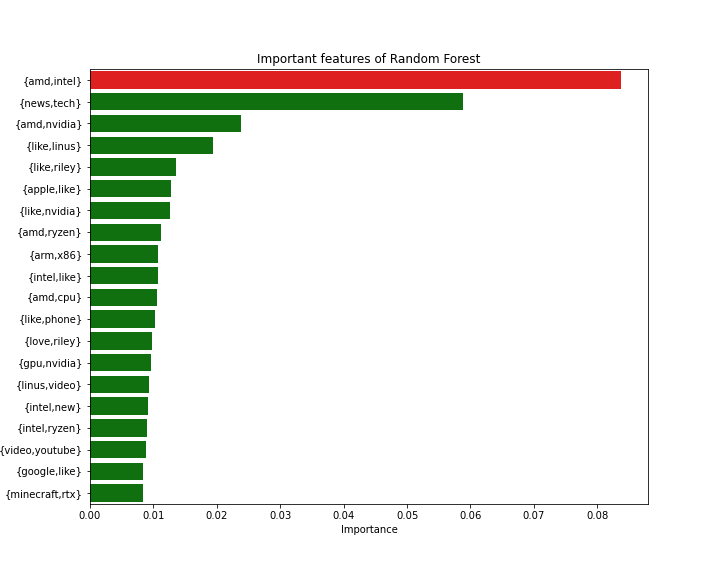 Important features of Random Forest
{amd,intel}
{news,tech}
{amd,nvidia}
{like,linus}
{like,riley}
{apple,like}
{like,nvidia}
{amd,ryzen}
{arm,x86}
{intel,like}
{amd,cpu}
{like,phone}
{love,riley}
{gpu,nvidia}
{linus,video}
{intel,new}
{intel,ryzen}
{video,youtube}
{google,like}
{minecraft,rtx}
0.00 0.01 0.02 0.03 0.04 0.05 0.06 0.07 0.08
Importance